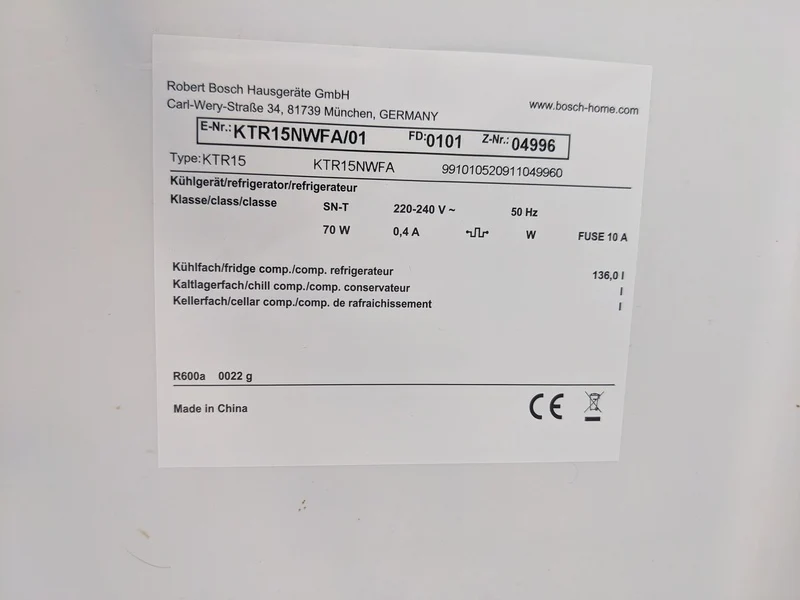 Robert Bosch Hausgeräte GmbH
Carl-Wery-Straße 34, 81739 München, GERMANY
www.bosch-home.com
E-Nr.: KTR15NWFA/01 FD: 0101 Z-Nr.: 04996
Type: KTR15 KTR15NWFA 991010520911049960
Kühlgerät/refrigerator/refrigerateur
Klasse/class/classe SN-T 220-240 V ~ 50 Hz
70 W 0,4 A W FUSE 10 A
Kühlfach/fridge comp./comp. refrigerateur 136,0 l
Kaltlagerfach/chill comp./comp. conservateur l
Kellerfach/cellar comp./comp. de rafraichissement l
R600a 0022 g
Made in China CE